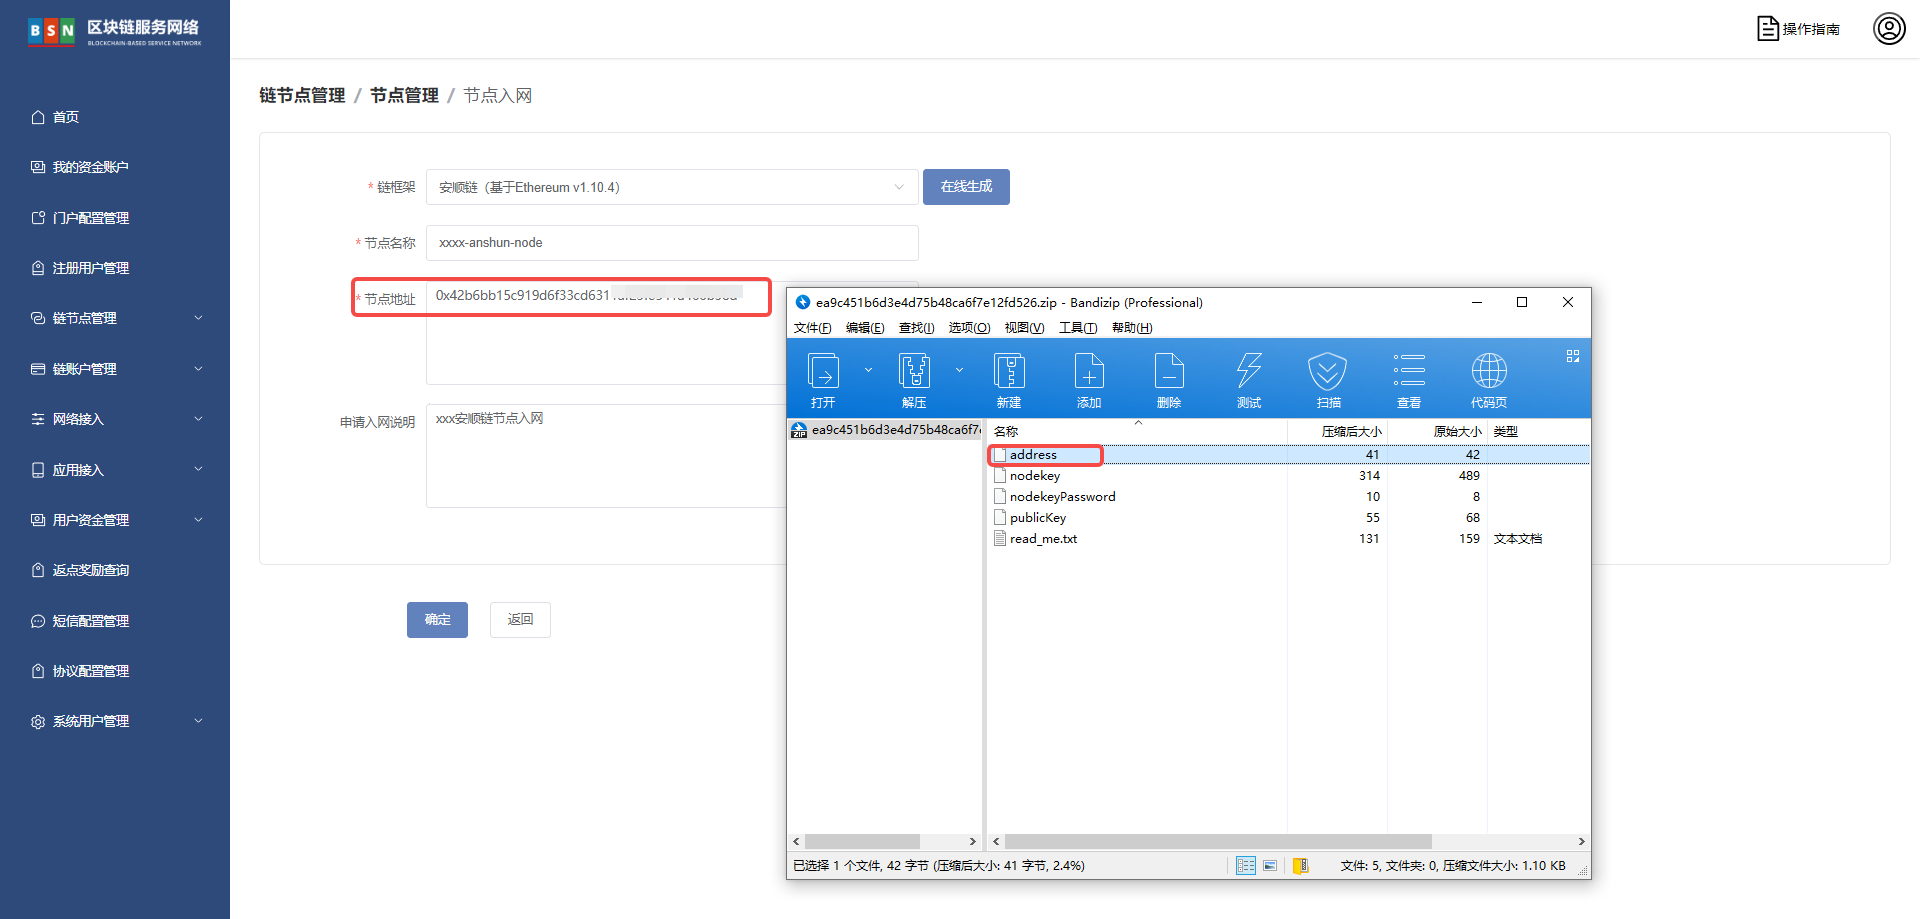 BSN 区块链服务网络
BLOCKCHAIN-BASED SERVICE NETWORK
操作指南
首页
我的资金账户
门户配置管理
注册用户管理
链节点管理
链账户管理
网络接入
应用接入
用户资金管理
返点奖励查询
短信配置管理
协议配置管理
系统用户管理
链节点管理 / 节点管理 / 节点入网
* 链框架
安顺链（基于Ethereum v1.10.4）
在线生成
* 节点名称
xxxx-anshun-node
* 节点地址
0x42b6bb15c919d6f33cd631
申请入网说明
xxx安顺链节点入网
确定
返回
ea9c451b6d3e4d75b48ca6f7e12fd526.zip - Bandizip (Professional)
文件(F) 编辑(E) 查找(I) 选项(O) 视图(V) 工具(T) 帮助(H)
打开 解压 新建 添加 删除 测试 扫描 查看 代码页
ea9c451b6d3e4d75b48ca6f7e
名称 压缩后大小 原始大小 类型
address 41 42
nodekey 314 489
nodekeyPassword 10 8
publicKey 55 68
read_me.txt 131 159 文本文档
已选择 1 个文件, 42 字节 (压缩后大小: 41 字节, 2.4%)
文件: 5, 文件夹: 0, 压缩文件大小: 1.10 KB